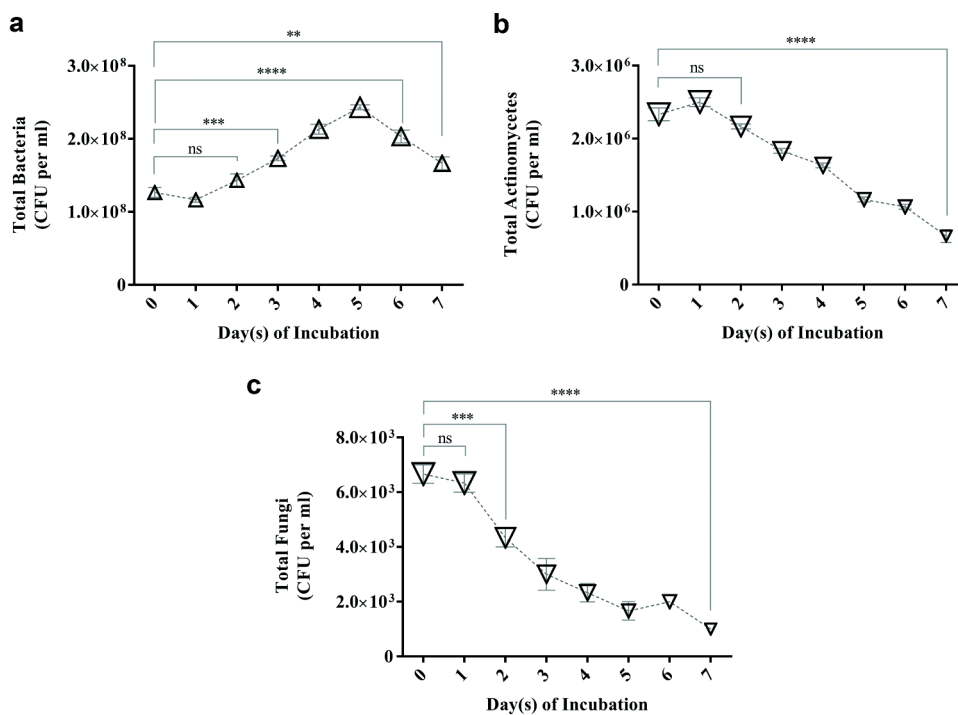 a
**
3.0×10⁸
****
***
ns
2.0×10⁸
1.0×10⁸
0
Total Bacteria
(CFU per ml)
0 1 2 3 4 5 6 7
Day(s) of Incubation
b
****
3.0×10⁶
ns
2.0×10⁶
1.0×10⁶
0
Total Actinomycetes
(CFU per ml)
0 1 2 3 4 5 6 7
Day(s) of Incubation
c
****
***
ns
8.0×10³
6.0×10³
4.0×10³
2.0×10³
0
Total Fungi
(CFU per ml)
0 1 2 3 4 5 6 7
Day(s) of Incubation